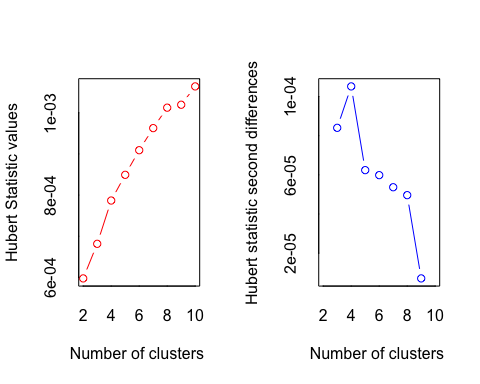 Hubert Statistic values
6e-04
8e-04
1e-03
2 4 6 8 10
Number of clusters
Hubert statistic second differences
2e-05
6e-05
1e-04
2 4 6 8 10
Number of clusters